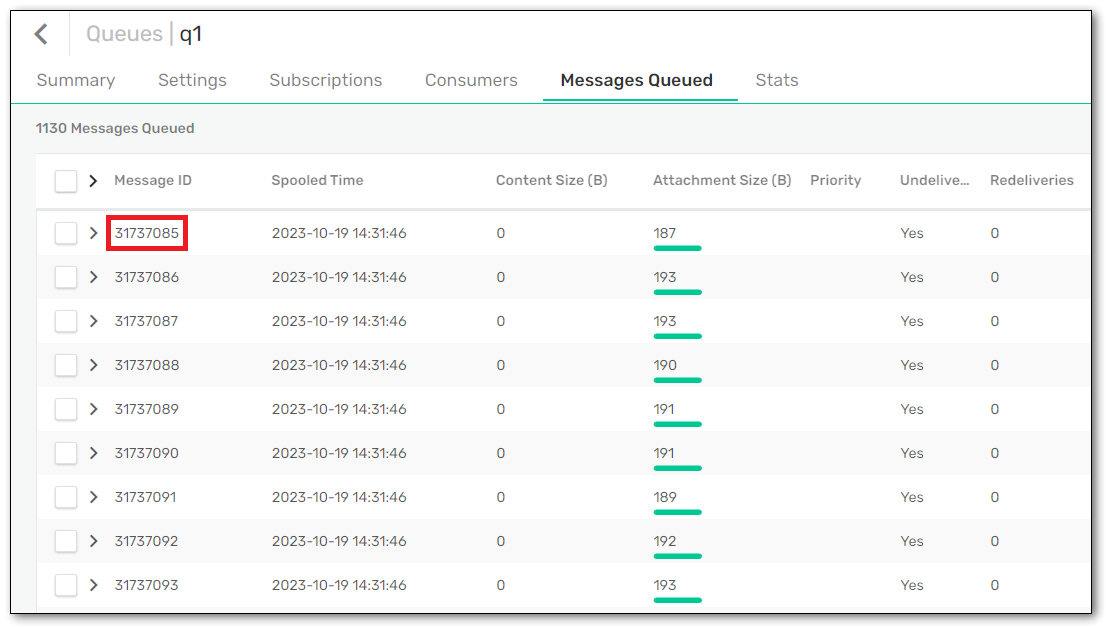 Queues | q1
Summary Settings Subscriptions Consumers Messages Queued Stats
1130 Messages Queued
Message ID Spooled Time Content Size (B) Attachment Size (B) Priority Undelive... Redeliveries
31737085 2023-10-19 14:31:46 0 187 Yes 0
31737086 2023-10-19 14:31:46 0 193 Yes 0
31737087 2023-10-19 14:31:46 0 193 Yes 0
31737088 2023-10-19 14:31:46 0 190 Yes 0
31737089 2023-10-19 14:31:46 0 191 Yes 0
31737090 2023-10-19 14:31:46 0 191 Yes 0
31737091 2023-10-19 14:31:46 0 189 Yes 0
31737092 2023-10-19 14:31:46 0 192 Yes 0
31737093 2023-10-19 14:31:46 0 193 Yes 0